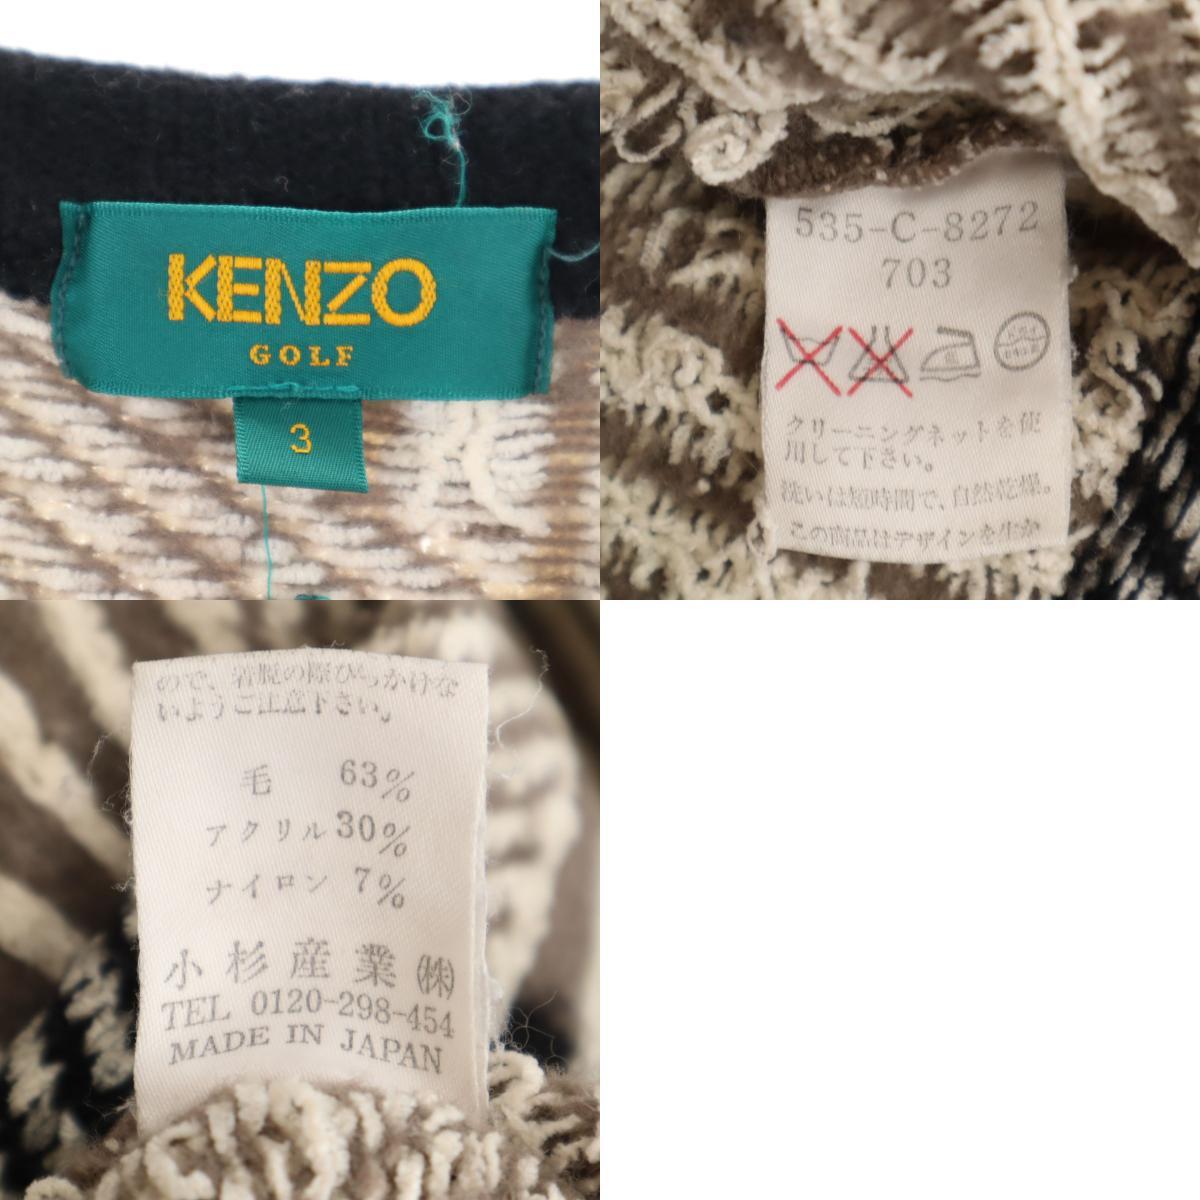 KENZO
GOLF
3
535-C-8272
703
ドライ
クリーニングネットを使
用して下さい。
洗いは短時間で、自然乾燥。
この商品はデザインを生か
ので、着脱の際ひっかけな
いようご注意下さい。
毛 63%
アクリル 30%
ナイロン 7%
小杉産業㈱
TEL 0120-298-454
MADE IN JAPAN